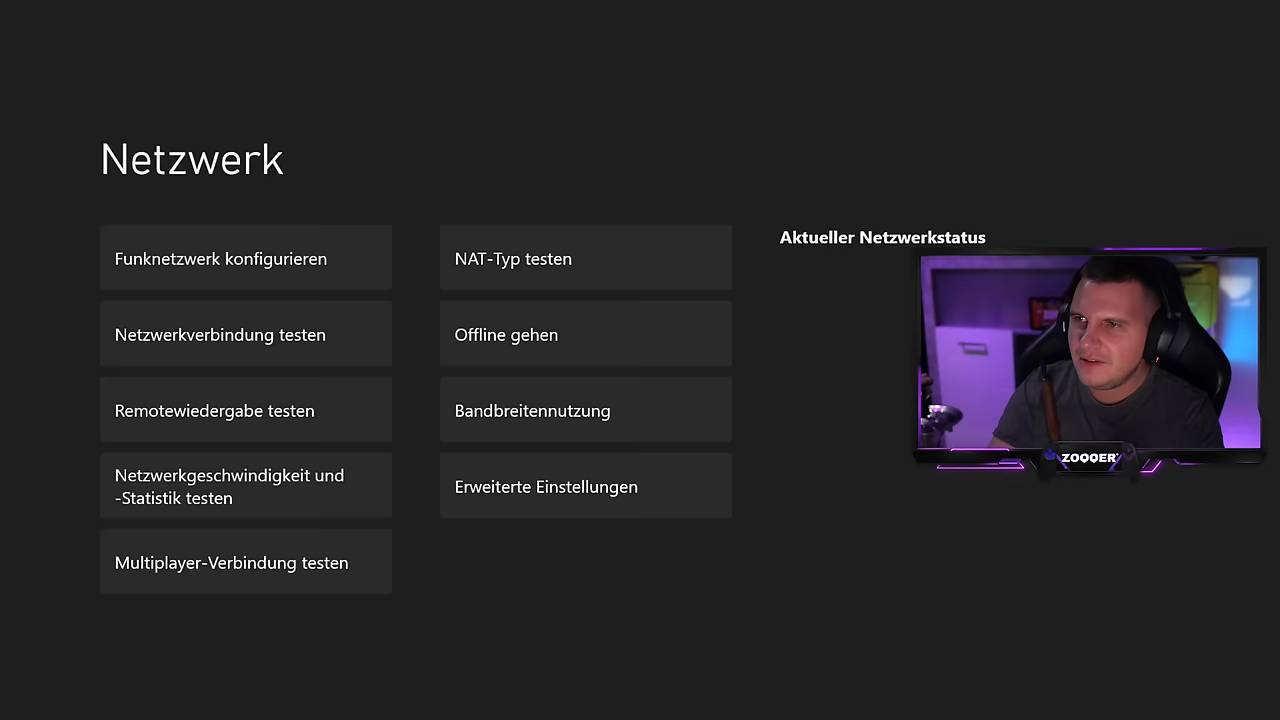 Netzwerk
Funknetzwerk konfigurieren
Netzwerkverbindung testen
Remotewiedergabe testen
Netzwerkgeschwindigkeit und
-Statistik testen
Multiplayer-Verbindung testen
NAT-Typ testen
Offline gehen
Bandbreitennutzung
Erweiterte Einstellungen
Aktueller Netzwerkstatus
ZOQQER